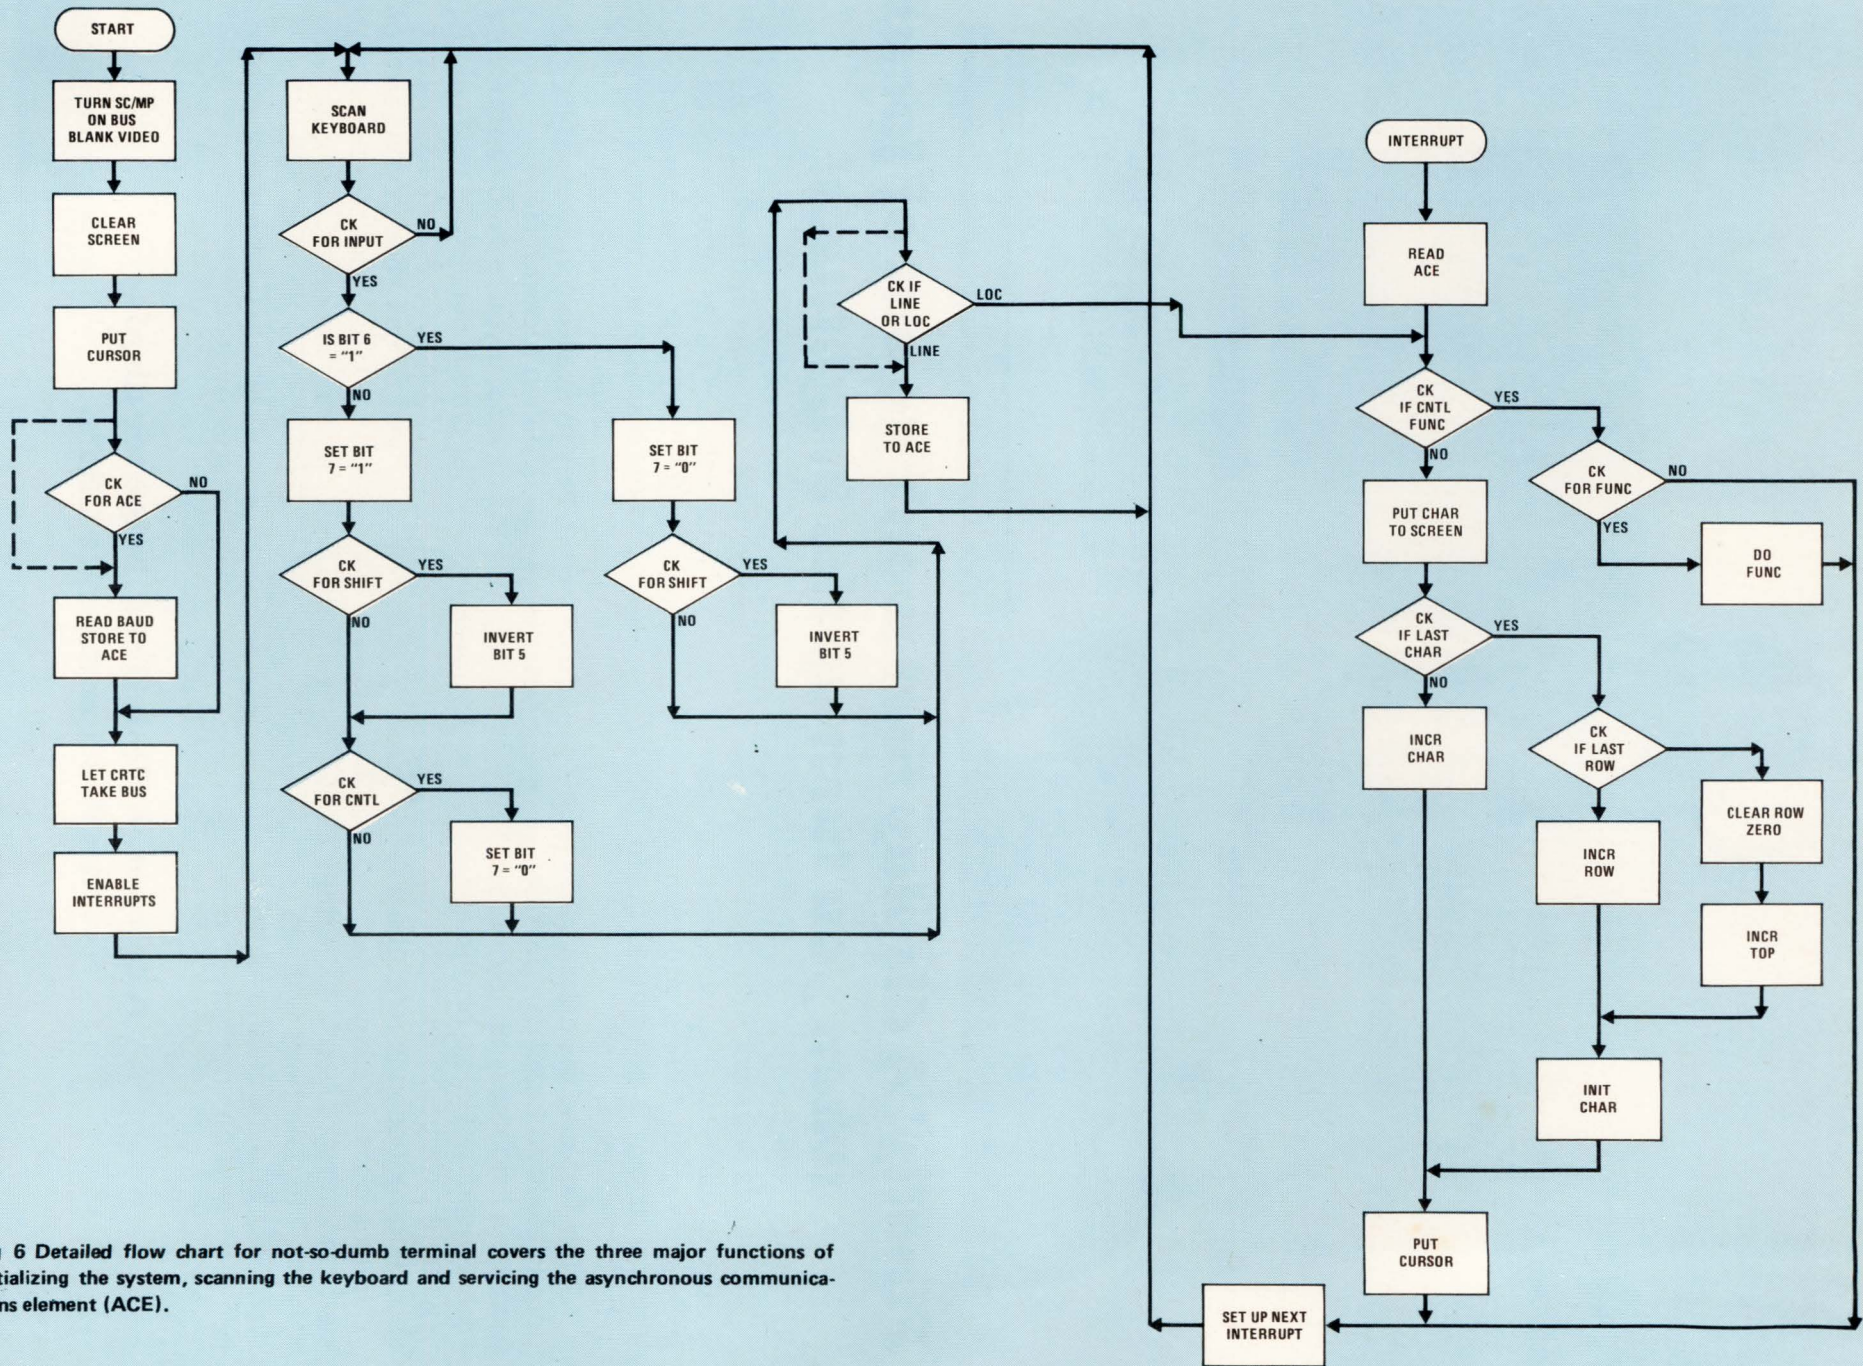 START
TURN SC/MP
ON BUS
BLANK VIDEO
CLEAR
SCREEN
PUT
CURSOR
CK
FOR ACE
NO
YES
READ BAUD
STORE TO
ACE
LET CRTC
TAKE BUS
ENABLE
INTERRUPTS
SCAN
KEYBOARD
CK
FOR INPUT
NO
YES
IS BIT 6
= "1"
YES
NO
SET BIT
7 = "1"
CK
FOR SHIFT
YES
NO
INVERT
BIT 5
CK
FOR CNTL
YES
NO
SET BIT
7 = "0"
SET BIT
7 = "0"
CK
FOR SHIFT
YES
NO
INVERT
BIT 5
CK IF
LINE
OR LOC
LOC
LINE
STORE
TO ACE
INTERRUPT
READ
ACE
CK
IF CNTL
FUNC
YES
NO
CK
FOR FUNC
NO
YES
DO
FUNC
PUT CHAR
TO SCREEN
CK
IF LAST
CHAR
YES
NO
INCR
CHAR
CK
IF LAST
ROW
CLEAR ROW
ZERO
INCR
ROW
INCR
TOP
INIT
CHAR
PUT
CURSOR
SET UP NEXT
INTERRUPT
6 Detailed flow chart for not-so-dumb terminal covers the three major functions of
tializing the system, scanning the keyboard and servicing the asynchronous communica-
ns element (ACE).